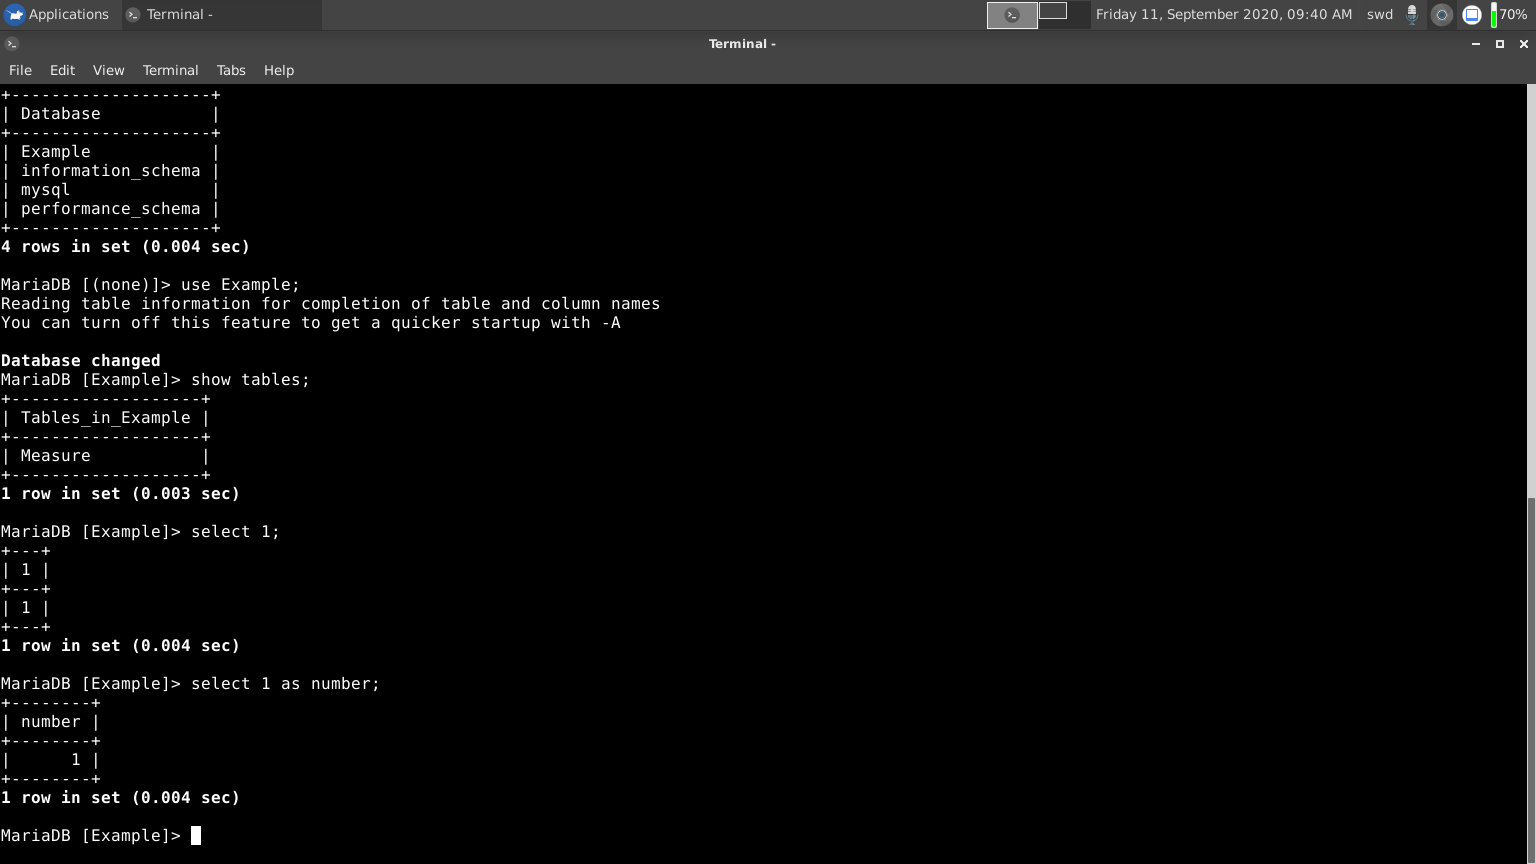 Applications Terminal - Friday 11, September 2020, 09:40 AM swd 70%
Terminal -
File Edit View Terminal Tabs Help
+--------------------+
| Database           |
+--------------------+
| Example            |
| information_schema |
| mysql              |
| performance_schema |
+--------------------+
4 rows in set (0.004 sec)
MariaDB [(none)]> use Example;
Reading table information for completion of table and column names
You can turn off this feature to get a quicker startup with -A
Database changed
MariaDB [Example]> show tables;
+-------------------+
| Tables_in_Example |
+-------------------+
| Measure           |
+-------------------+
1 row in set (0.003 sec)
MariaDB [Example]> select 1;
+---+
| 1 |
+---+
| 1 |
+---+
1 row in set (0.004 sec)
MariaDB [Example]> select 1 as number;
+--------+
| number |
+--------+
|      1 |
+--------+
1 row in set (0.004 sec)
MariaDB [Example]>